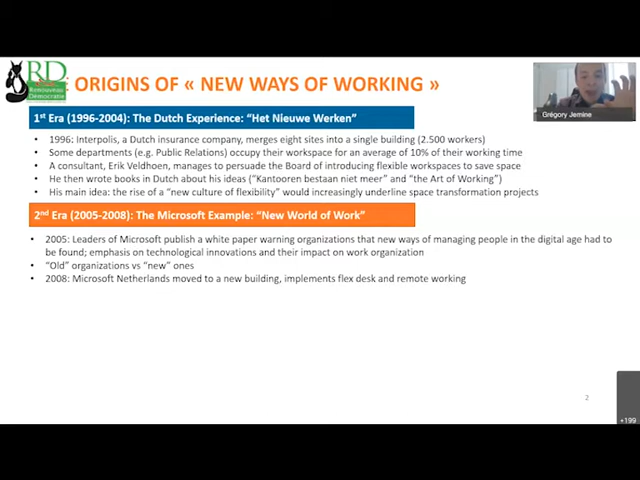 RD
Renouveau
Démocratie
ORIGINS OF « NEW WAYS OF WORKING »
Grégory Jemine
1st Era (1996-2004): The Dutch Experience: “Het Nieuwe Werken”
• 1996: Interpolis, a Dutch insurance company, merges eight sites into a single building (2.500 workers)
• Some departments (e.g. Public Relations) occupy their workspace for an average of 10% of their working time
• A consultant, Erik Veldhoen, manages to persuade the Board of introducing flexible workspaces to save space
• He then wrote books in Dutch about his ideas (“Kantooren bestaan niet meer” and “the Art of Working”)
• His main idea: the rise of a “new culture of flexibility” would increasingly underline space transformation projects
2nd Era (2005-2008): The Microsoft Example: “New World of Work”
• 2005: Leaders of Microsoft publish a white paper warning organizations that new ways of managing people in the digital age had to
be found; emphasis on technological innovations and their impact on work organization
• “Old” organizations vs “new” ones
• 2008: Microsoft Netherlands moved to a new building, implements flex desk and remote working
2
+199